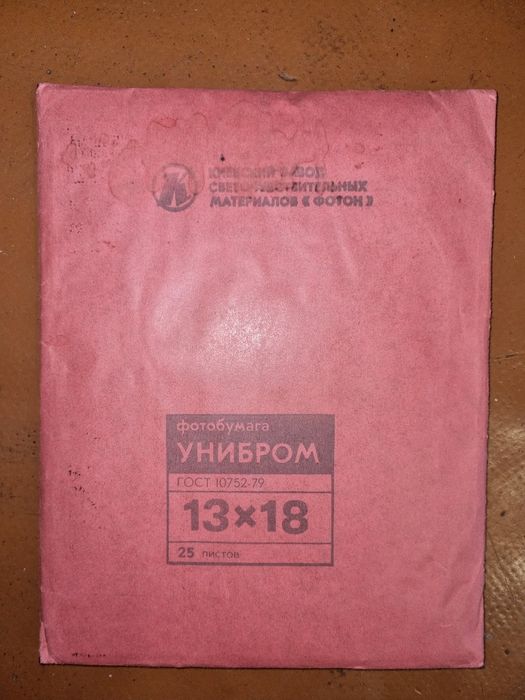 КИЕВСКИЙ ЗАВОД
СВЕТОЧУВСТВИТЕЛЬНЫХ
МАТЕРИАЛОВ «ФОТОН»
фотобумага
УНИБРОМ
ГОСТ 10752-79
13×18
25 листов